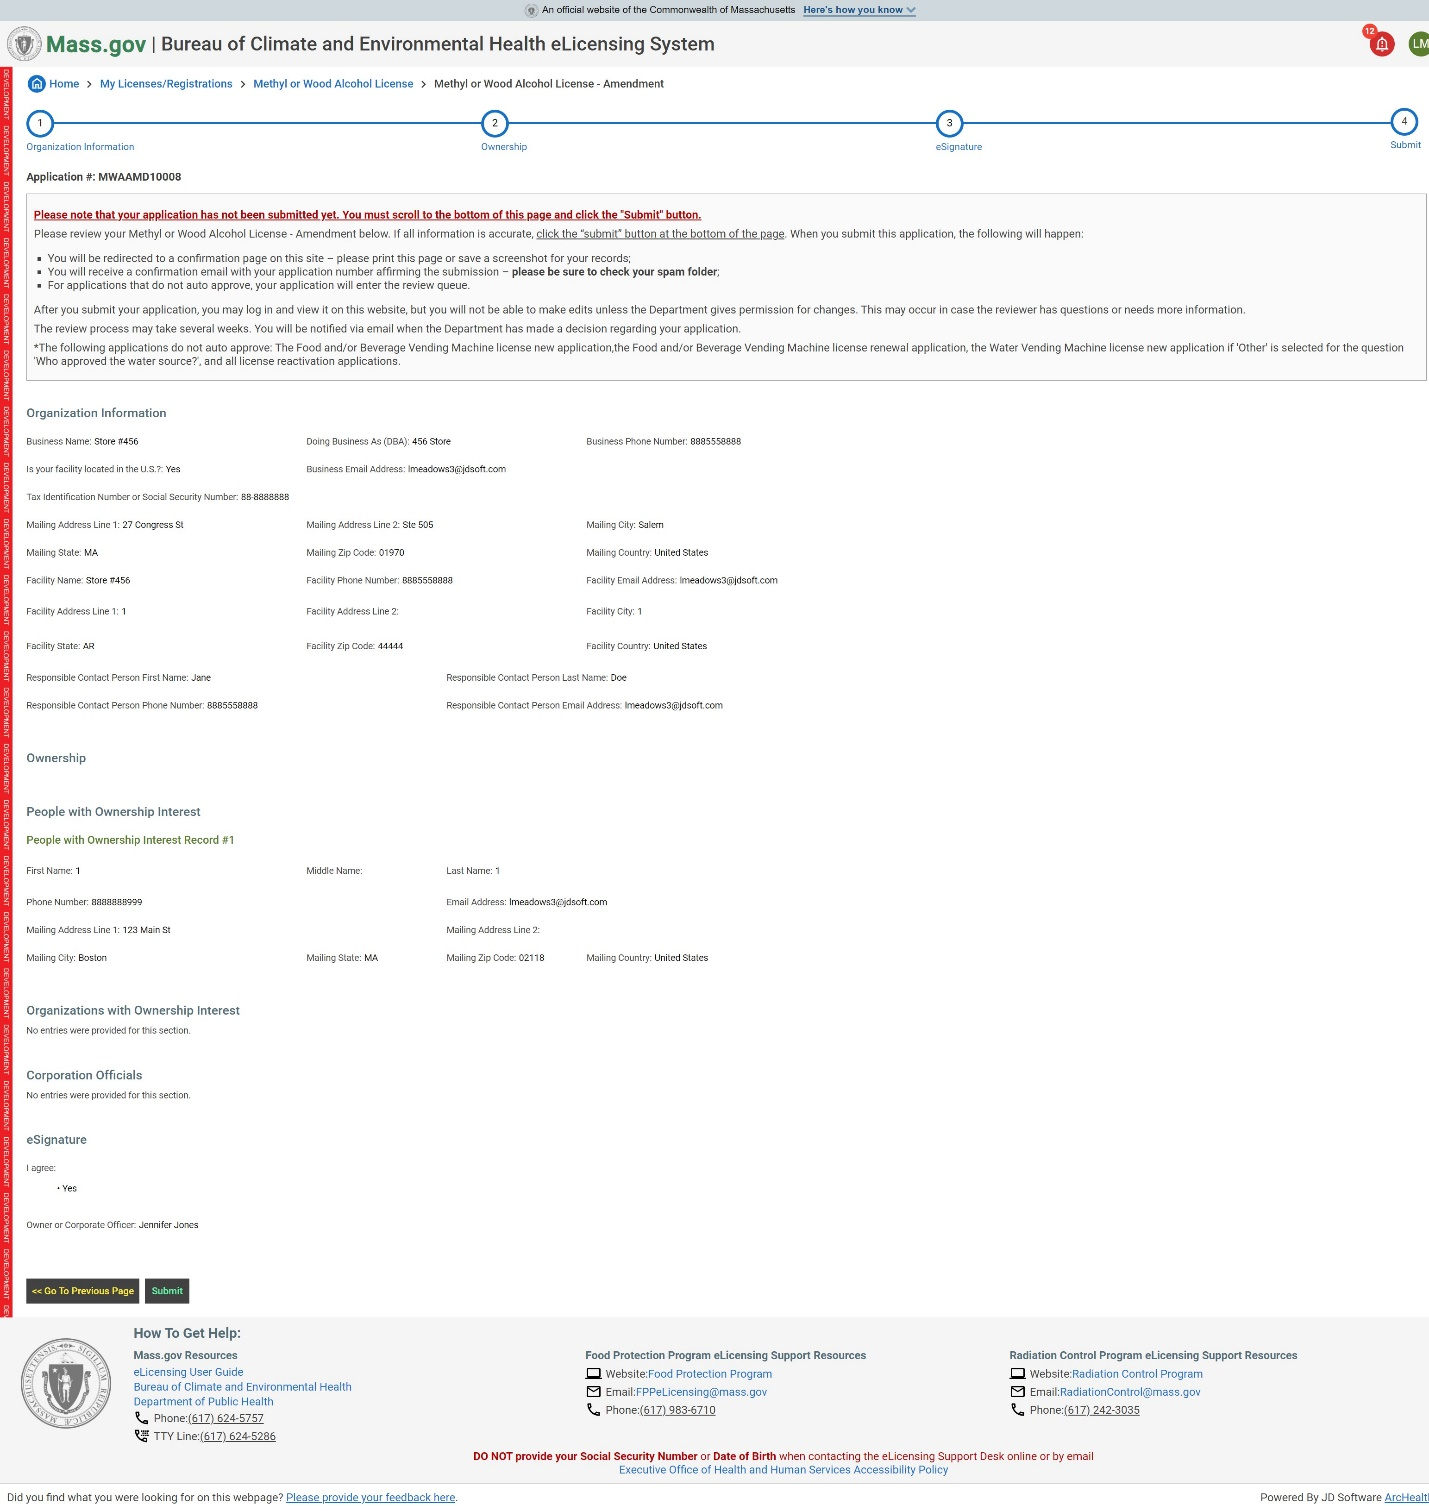 An official website of the Commonwealth of Massachusetts Here's how you know
Mass.gov | Bureau of Climate and Environmental Health eLicensing System
12
LM
Home > My Licenses/Registrations > Methyl or Wood Alcohol License > Methyl or Wood Alcohol License - Amendment
1 2 3 4
Organization Information Ownership eSignature Submit
Application #: MWAAMD10008
Please note that your application has not been submitted yet. You must scroll to the bottom of this page and click the "Submit" button.
Please review your Methyl or Wood Alcohol License - Amendment below. If all information is accurate, click the “submit” button at the bottom of the page. When you submit this application, the following will happen:
▪ You will be redirected to a confirmation page on this site – please print this page or save a screenshot for your records;
▪ You will receive a confirmation email with your application number affirming the submission – please be sure to check your spam folder;
▪ For applications that do not auto approve, your application will enter the review queue.
After you submit your application, you may log in and view it on this website, but you will not be able to make edits unless the Department gives permission for changes. This may occur in case the reviewer has questions or needs more information.
The review process may take several weeks. You will be notified via email when the Department has made a decision regarding your application.
*The following applications do not auto approve: The Food and/or Beverage Vending Machine license new application,the Food and/or Beverage Vending Machine license renewal application, the Water Vending Machine license new application if 'Other' is selected for the question
'Who approved the water source?', and all license reactivation applications.
Organization Information
Business Name: Store #456 Doing Business As (DBA): 456 Store Business Phone Number: 8885558888
Is your facility located in the U.S.?: Yes Business Email Address: lmeadows3@jdsoft.com
Tax Identification Number or Social Security Number: 88-8888888
Mailing Address Line 1: 27 Congress St Mailing Address Line 2: Ste 505 Mailing City: Salem
Mailing State: MA Mailing Zip Code: 01970 Mailing Country: United States
Facility Name: Store #456 Facility Phone Number: 8885558888 Facility Email Address: lmeadows3@jdsoft.com
Facility Address Line 1: 1 Facility Address Line 2: Facility City: 1
Facility State: AR Facility Zip Code: 44444 Facility Country: United States
Responsible Contact Person First Name: Jane Responsible Contact Person Last Name: Doe
Responsible Contact Person Phone Number: 8885558888 Responsible Contact Person Email Address: lmeadows3@jdsoft.com
Ownership
People with Ownership Interest
People with Ownership Interest Record #1
First Name: 1 Middle Name: Last Name: 1
Phone Number: 8888888999 Email Address: lmeadows3@jdsoft.com
Mailing Address Line 1: 123 Main St Mailing Address Line 2:
Mailing City: Boston Mailing State: MA Mailing Zip Code: 02118 Mailing Country: United States
Organizations with Ownership Interest
No entries were provided for this section.
Corporation Officials
No entries were provided for this section.
eSignature
I agree:
• Yes
Owner or Corporate Officer: Jennifer Jones
<< Go To Previous Page Submit
How To Get Help:
Mass.gov Resources
eLicensing User Guide
Bureau of Climate and Environmental Health
Department of Public Health
Phone:(617) 624-5757
TTY Line:(617) 624-5286
Food Protection Program eLicensing Support Resources
Website:Food Protection Program
Email:FPPeLicensing@mass.gov
Phone:(617) 983-6710
Radiation Control Program eLicensing Support Resources
Website:Radiation Control Program
Email:RadiationControl@mass.gov
Phone:(617) 242-3035
DO NOT provide your Social Security Number or Date of Birth when contacting the eLicensing Support Desk online or by email
Executive Office of Health and Human Services Accessibility Policy
Did you find what you were looking for on this webpage? Please provide your feedback here.
Powered By JD Software ArcHealt
DEVELOPMENT DEVELOPMENT DEVELOPMENT DEVELOPMENT DEVELOPMENT DEVELOPMENT DEVELOPMENT DEVELOPMENT DEVELOPMENT DEVELOPMENT DEVELOPMENT DEVELOPMENT DEVELOPMENT DEVELOPMENT DEVELOPMENT DEVELOPMENT DEVELOPMENT DEVELOPMENT DEVELOPMENT DEVELOPMENT DEVELOPMENT DEVELOPMENT DEV